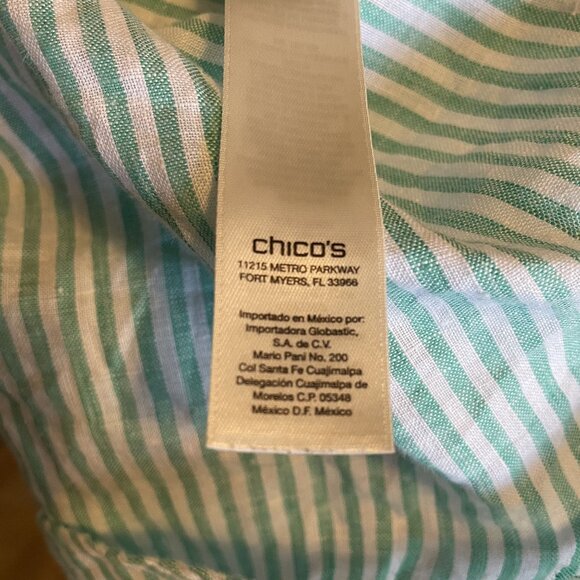 chico's
11215 METRO PARKWAY
FORT MYERS, FL 33966
Importado en México por:
Importadora Globastic,
S.A. de C.V.
Mario Pani No. 200
Col Santa Fe Cuajimalpa
Delegación Cuajimalpa de
Morelos C.P. 05348
México D.F. México